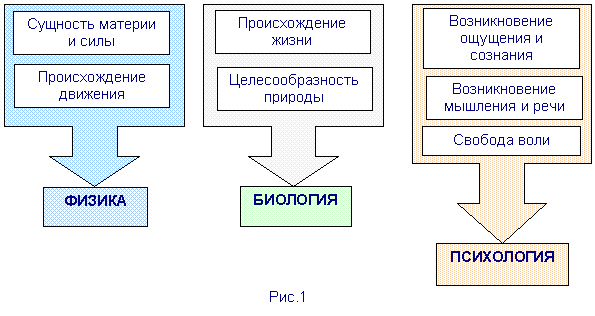 Сущность материи
и силы
Происхождение
движения
ФИЗИКА
Происхождение
жизни
Целесообразность
природы
БИОЛОГИЯ
Возникновение
ощущения и
сознания
Возникновение
мышления и речи
Свобода воли
ПСИХОЛОГИЯ
Рис.1